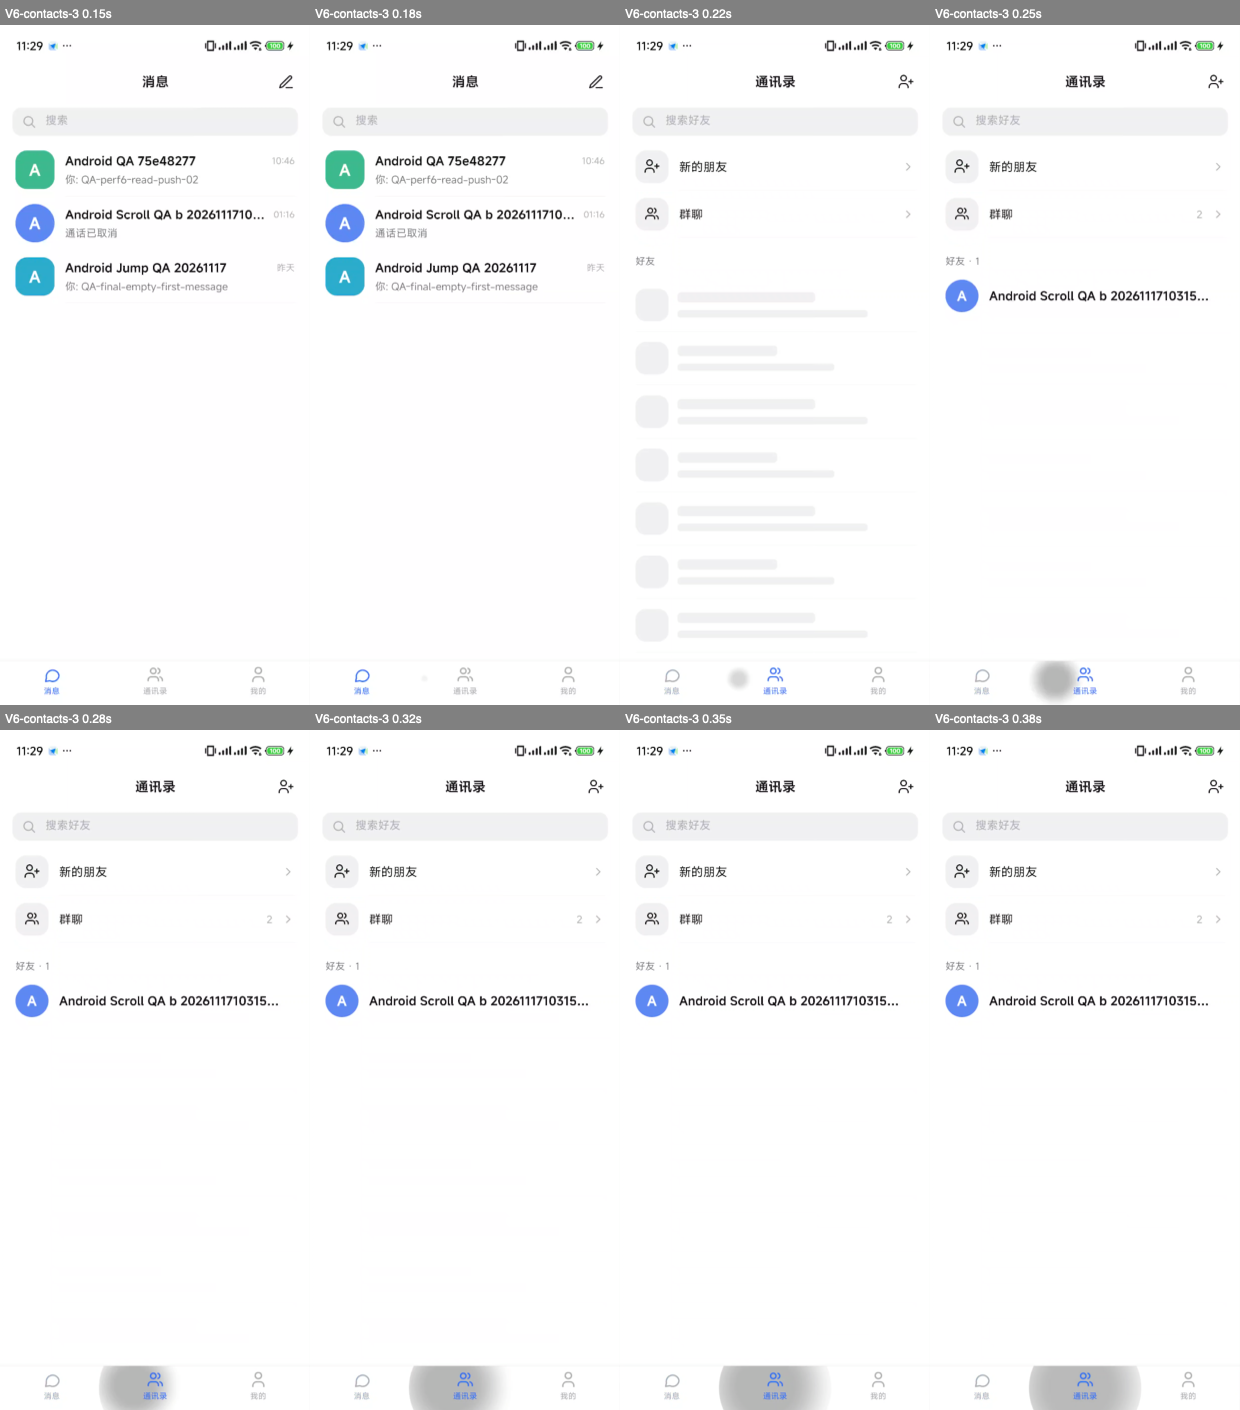 V6-contacts-3 0.15s
11:29 ··· 100
消息
搜索
A Android QA 75e48277 10:46
你: QA-perf6-read-push-02
A Android Scroll QA b 2026111710... 01:16
通话已取消
A Android Jump QA 20261117 昨天
你: QA-final-empty-first-message
消息 通讯录 我的
V6-contacts-3 0.18s
11:29 ··· 100
消息
搜索
A Android QA 75e48277 10:46
你: QA-perf6-read-push-02
A Android Scroll QA b 2026111710... 01:16
通话已取消
A Android Jump QA 20261117 昨天
你: QA-final-empty-first-message
消息 通讯录 我的
V6-contacts-3 0.22s
11:29 ··· 100
通讯录
搜索好友
新的朋友
群聊
好友
消息 通讯录 我的
V6-contacts-3 0.25s
11:29 ··· 100
通讯录
搜索好友
新的朋友
群聊 2
好友 · 1
A Android Scroll QA b 2026111710315...
消息 通讯录 我的
V6-contacts-3 0.28s
11:29 ··· 100
通讯录
搜索好友
新的朋友
群聊 2
好友 · 1
A Android Scroll QA b 2026111710315...
消息 通讯录 我的
V6-contacts-3 0.32s
11:29 ··· 100
通讯录
搜索好友
新的朋友
群聊 2
好友 · 1
A Android Scroll QA b 2026111710315...
消息 通讯录 我的
V6-contacts-3 0.35s
11:29 ··· 100
通讯录
搜索好友
新的朋友
群聊 2
好友 · 1
A Android Scroll QA b 2026111710315...
消息 通讯录 我的
V6-contacts-3 0.38s
11:29 ··· 100
通讯录
搜索好友
新的朋友
群聊 2
好友 · 1
A Android Scroll QA b 2026111710315...
消息 通讯录 我的